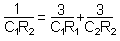 1/(C₁R₂) = 3/(C₁R₁) + 3/(C₂R₂)